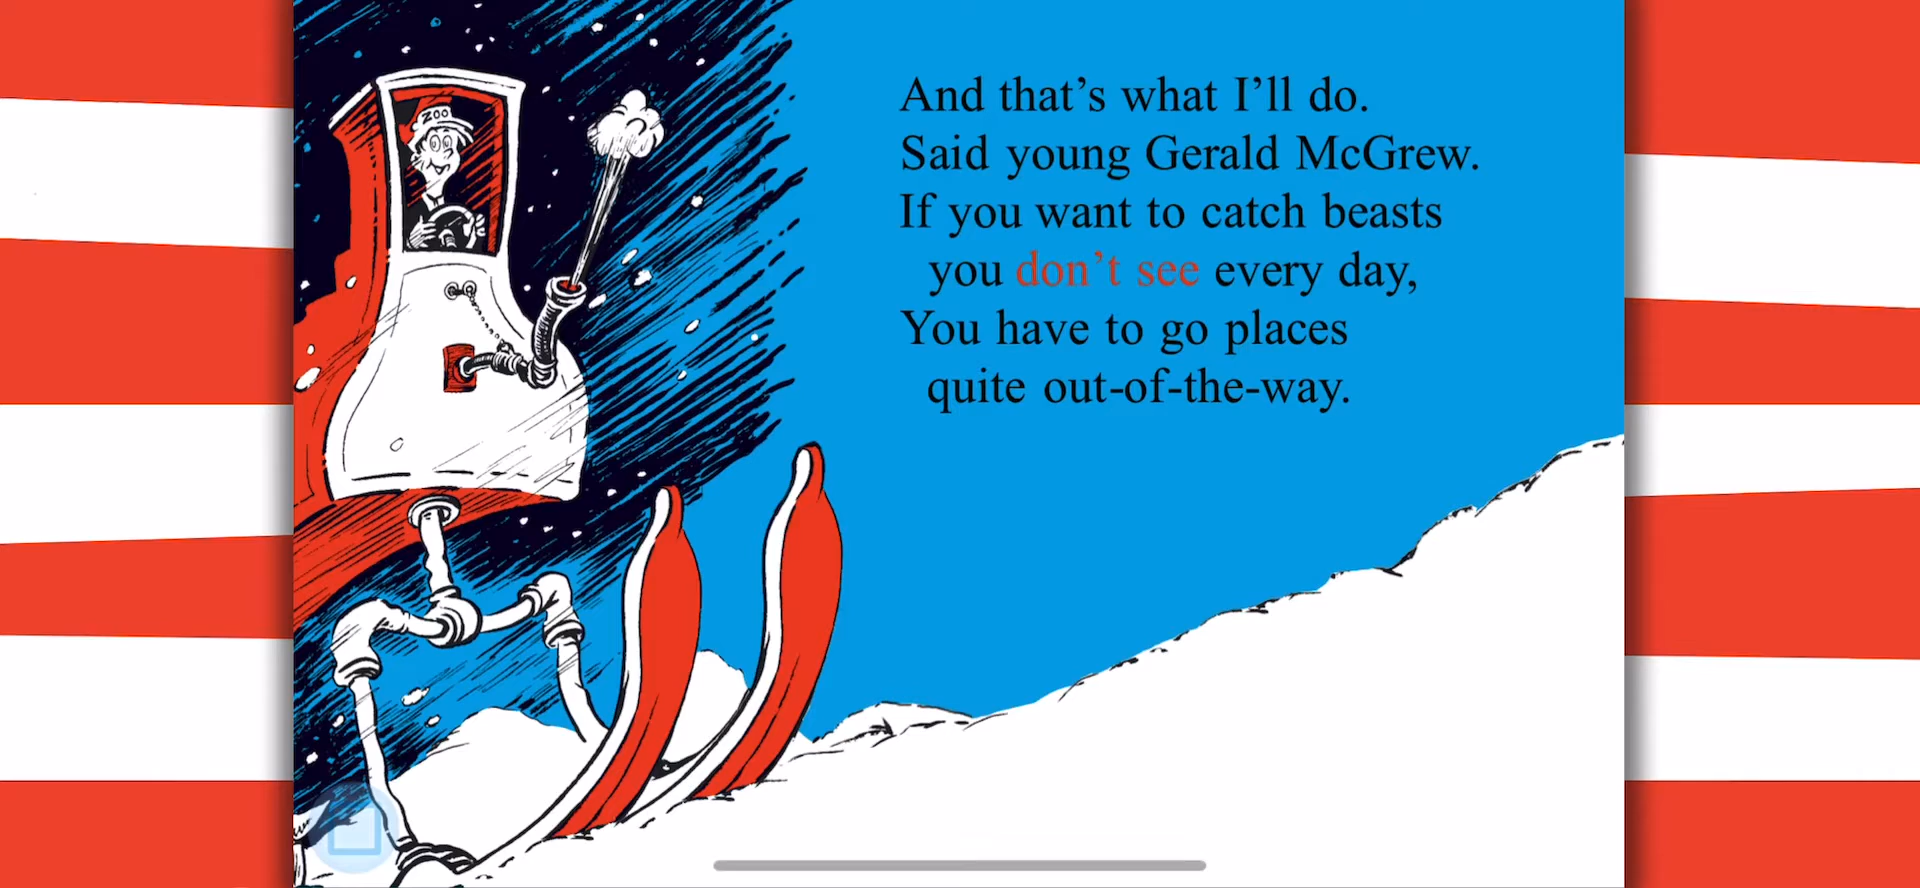 ZOO
And that’s what I’ll do.
Said young Gerald McGrew.
If you want to catch beasts
you don’t see every day,
You have to go places
quite out-of-the-way.